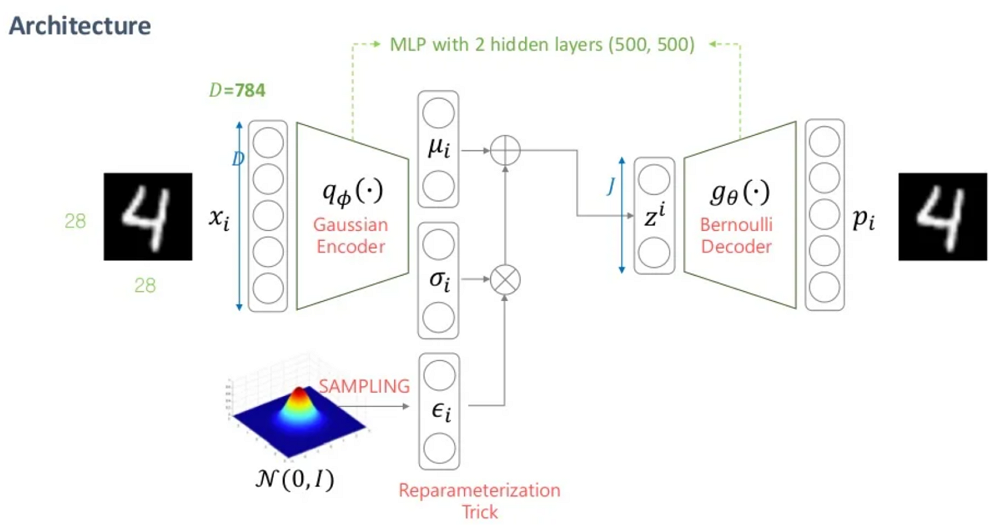 Architecture
MLP with 2 hidden layers (500, 500)
D=784
D
28
28
x_i
q_ϕ(·)
Gaussian
Encoder
μ_i
σ_i
SAMPLING
ϵ_i
𝒩(0,I)
Reparameterization
Trick
J
z^i
g_θ(·)
Bernoulli
Decoder
p_i